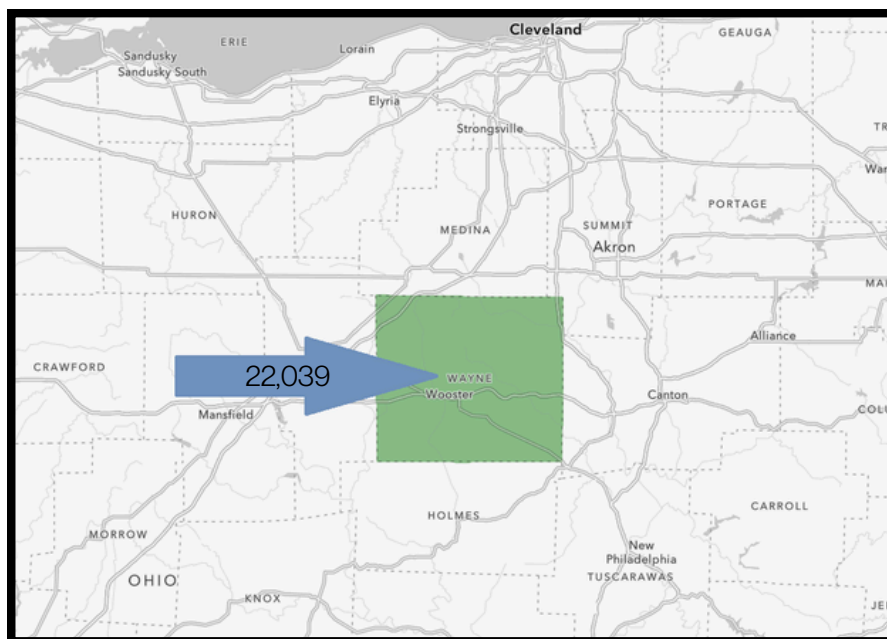 Cleveland
GEAUGA
ERIE
Lorain
Sandusky
Sandusky South
Elyria
Strongsville
TR
War
PORTAGE
HURON
MEDINA
SUMMIT
Akron
MA
Alliance
CRAWFORD
22,039
WAYNE
Wooster
Canton
Mansfield
COLU
CARROLL
HOLMES
MORROW
New
Philadelphia
OHIO
TUSCARAWAS
KNOX
JE